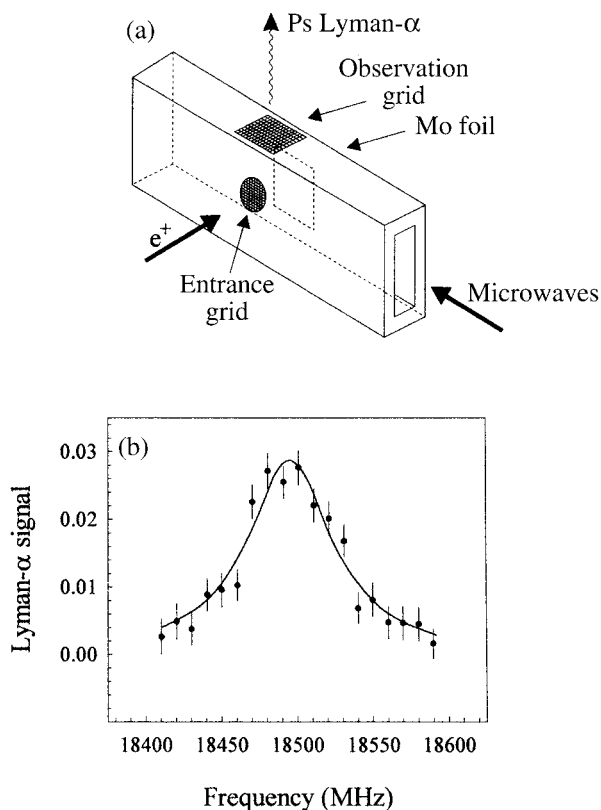 (a)
Ps Lyman-α
Observation
grid
Mo foil
e⁺
Entrance
grid
Microwaves
(b)
0.03
0.02
0.01
0.00
Lyman-α signal
18400 18450 18500 18550 18600
Frequency (MHz)